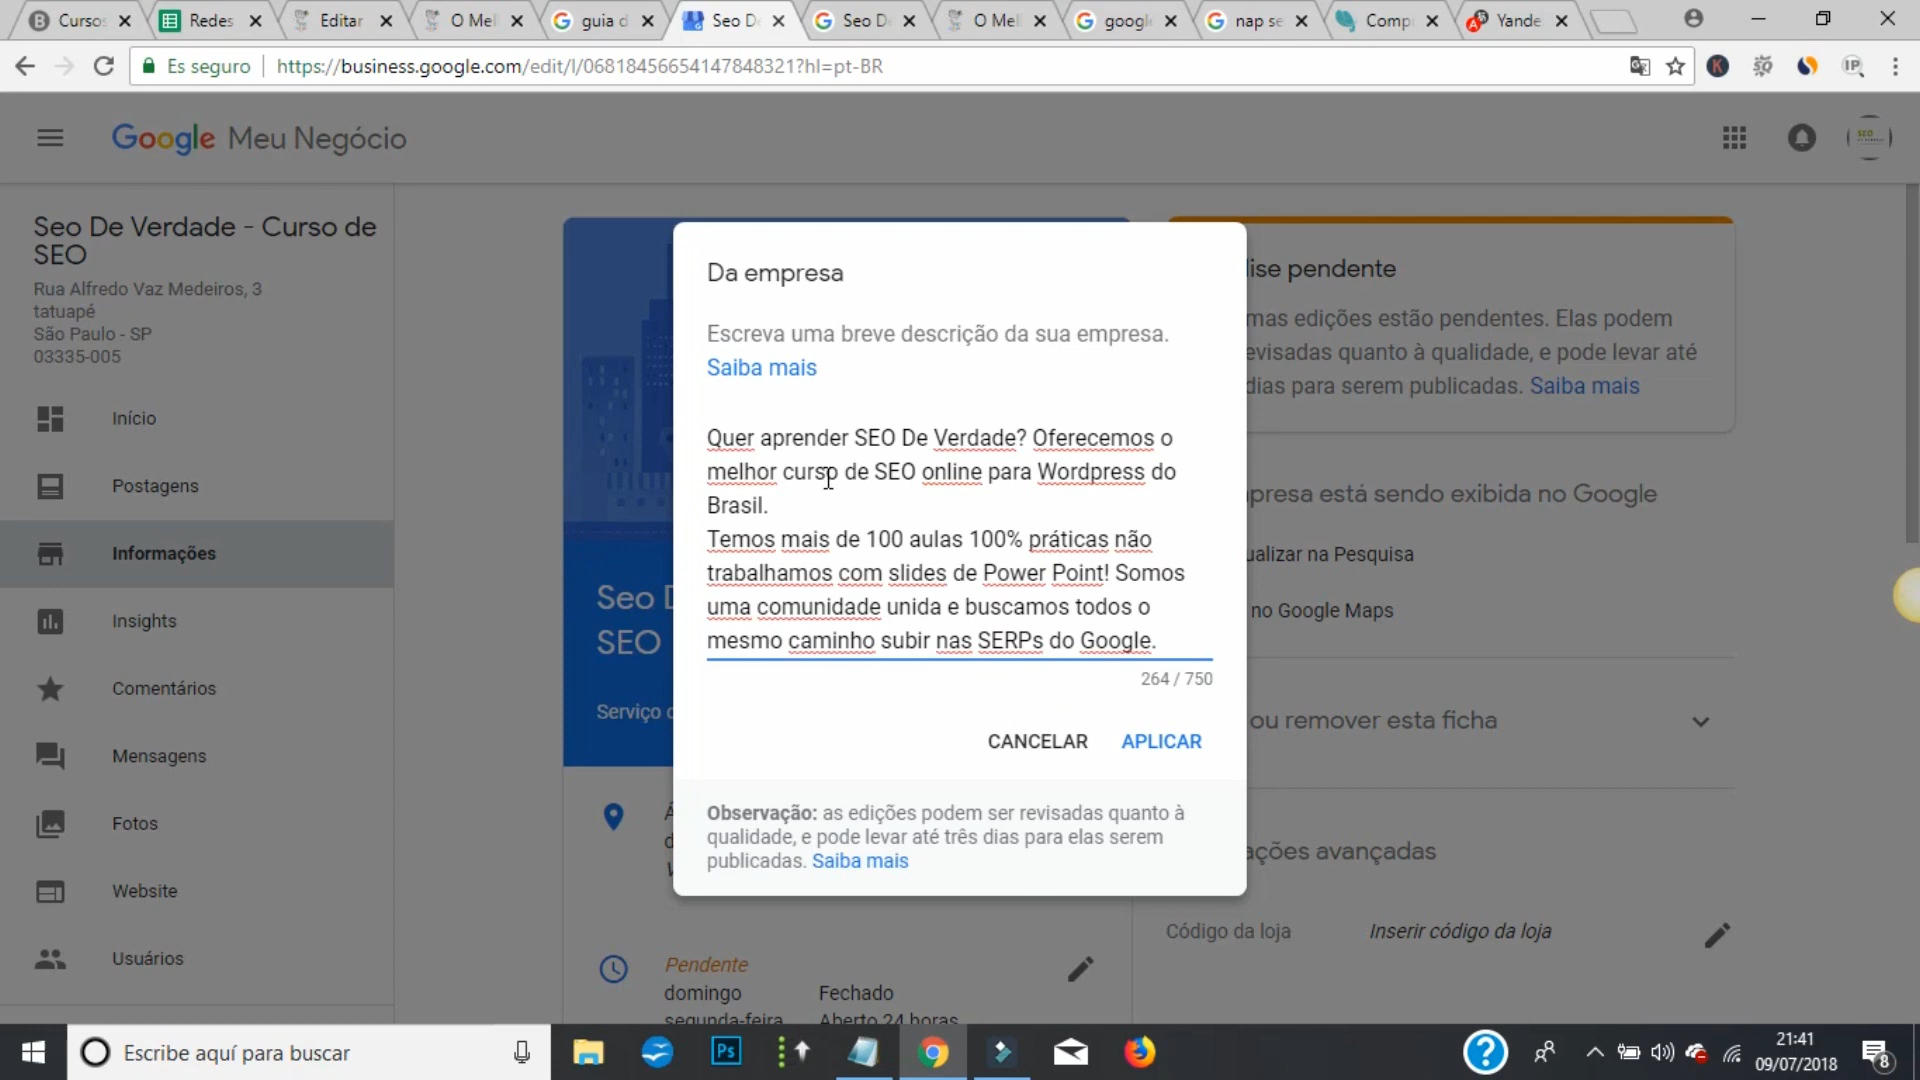 Cursos
Redes
Editar
O Mel
guia d
Seo D
Seo D
O Mel
google
nap se
Comp
Yande
Es seguro
https://business.google.com/edit/l/06818456654147848321?hl=pt-BR
Google Meu Negócio
Seo De Verdade - Curso de
SEO
Rua Alfredo Vaz Medeiros, 3
tatuapé
São Paulo - SP
03335-005
Início
Postagens
Informações
Insights
Comentários
Mensagens
Fotos
Website
Usuários
Seo D
SEO
Serviço
Da empresa
Escreva uma breve descrição da sua empresa.
Saiba mais
Quer aprender SEO De Verdade? Oferecemos o
melhor curso de SEO online para Wordpress do
Brasil.
Temos mais de 100 aulas 100% práticas não
trabalhamos com slides de Power Point! Somos
uma comunidade unida e buscamos todos o
mesmo caminho subir nas SERPs do Google.
264 / 750
CANCELAR
APLICAR
Observação: as edições podem ser revisadas quanto à
qualidade, e pode levar até três dias para elas serem
publicadas. Saiba mais
lise pendente
mas edições estão pendentes. Elas podem
evisadas quanto à qualidade, e pode levar até
dias para serem publicadas. Saiba mais
presa está sendo exibida no Google
ualizar na Pesquisa
no Google Maps
ou remover esta ficha
ações avançadas
Código da loja
Inserir código da loja
Pendente
domingo
Fechado
segunda-feira
Aberto 24 horas
Escribe aquí para buscar
21:41
09/07/2018
8